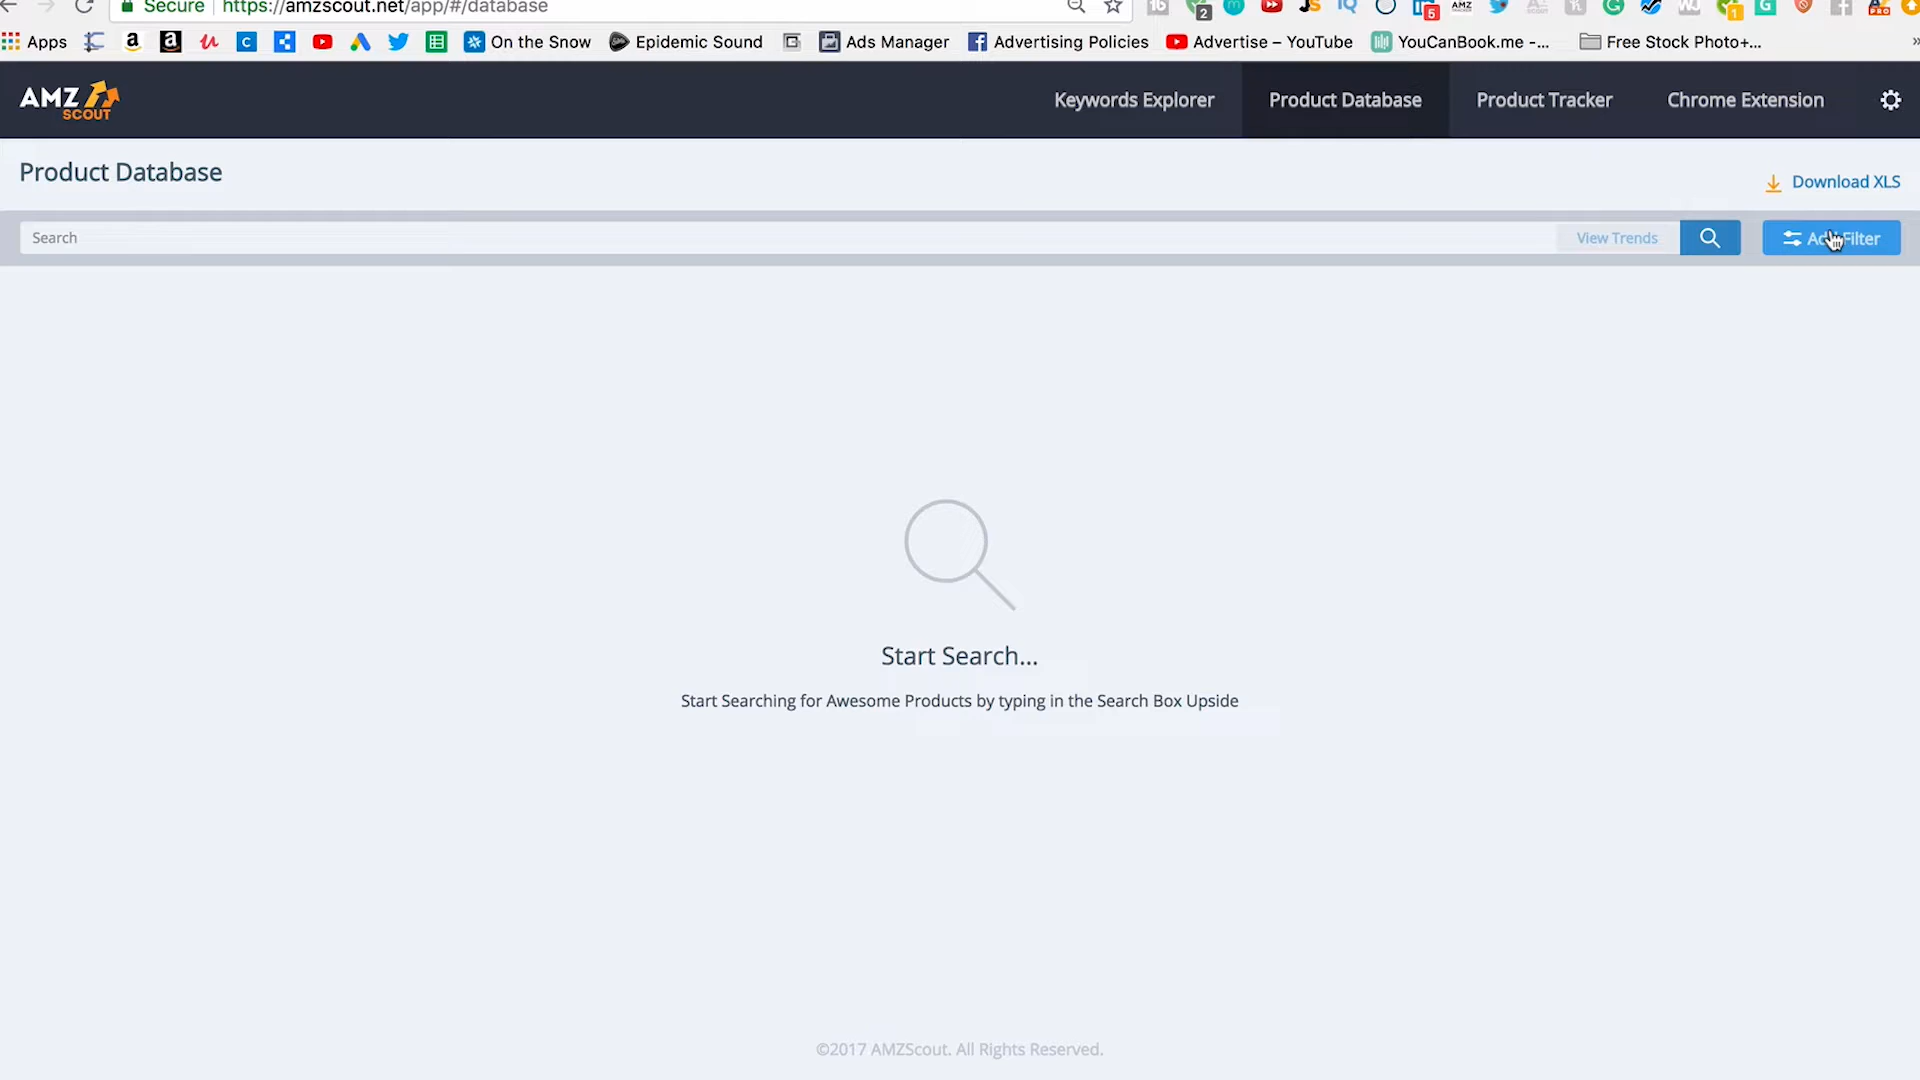 Secure https://amzscout.net/app/#/database
Apps On the Snow Epidemic Sound Ads Manager Advertising Policies Advertise – YouTube YouCanBook.me -... Free Stock Photo+... »
AMZ SCOUT
Keywords Explorer Product Database Product Tracker Chrome Extension
Product Database
Download XLS
Search View Trends Filter
Start Search...
Start Searching for Awesome Products by typing in the Search Box Upside
©2017 AMZScout. All Rights Reserved.